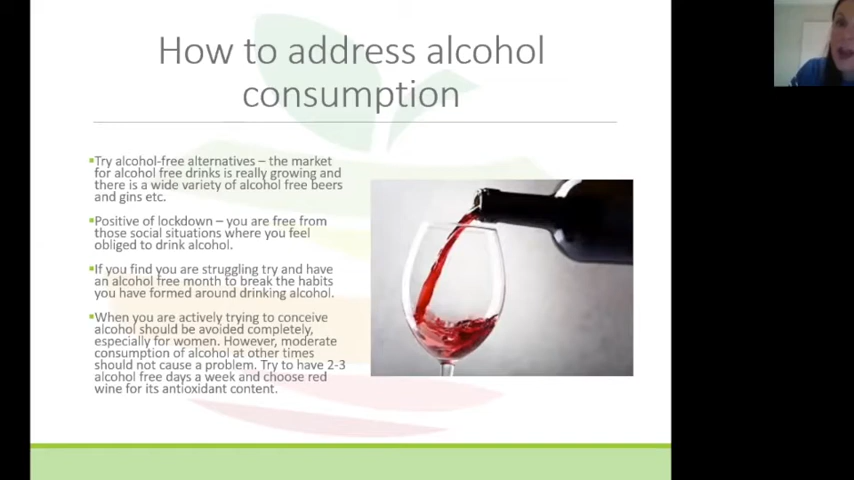 How to address alcohol
consumption
▪Try alcohol-free alternatives – the market
for alcohol free drinks is really growing and
there is a wide variety of alcohol free beers
and gins etc.
▪Positive of lockdown – you are free from
those social situations where you feel
obliged to drink alcohol.
▪If you find you are struggling try and have
an alcohol free month to break the habits
you have formed around drinking alcohol.
▪When you are actively trying to conceive
alcohol should be avoided completely,
especially for women. However, moderate
consumption of alcohol at other times
should not cause a problem. Try to have 2-3
alcohol free days a week and choose red
wine for its antioxidant content.